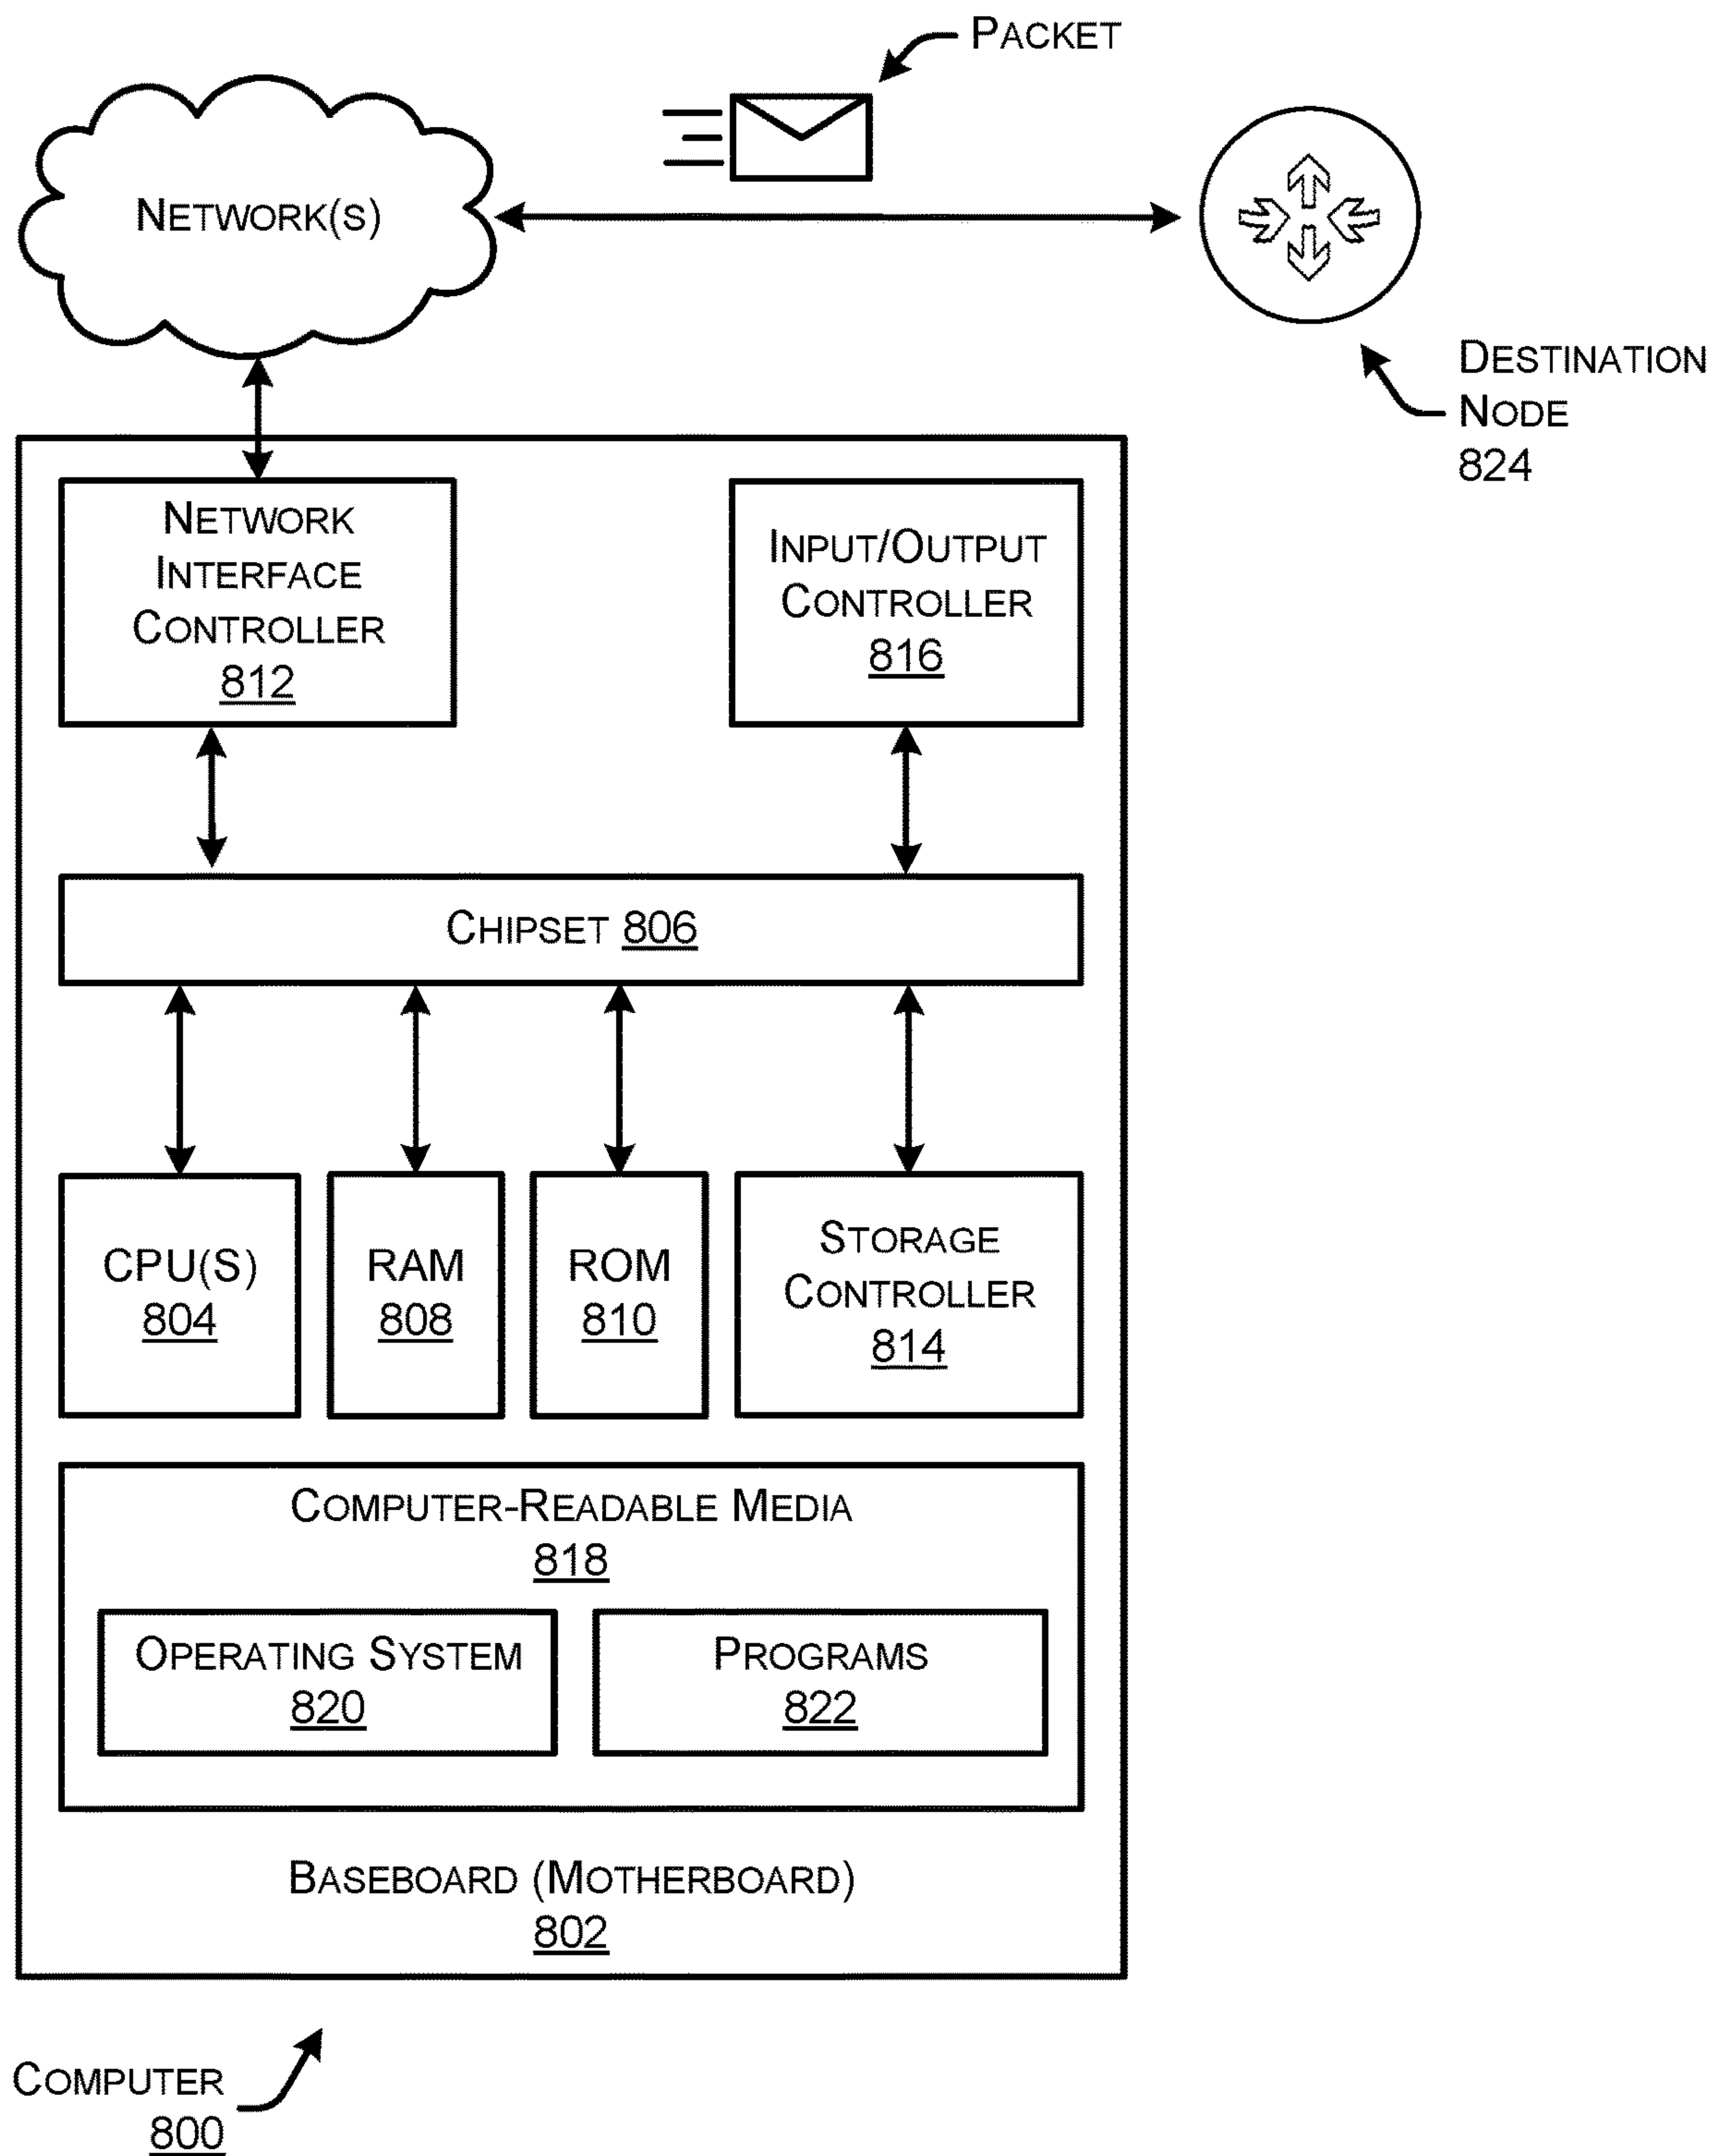 PACKET
NETWORK(S)
DESTINATION
NODE
824
NETWORK
INTERFACE
CONTROLLER
812
INPUT/OUTPUT
CONTROLLER
816
CHIPSET 806
CPU(S)
804
RAM
808
ROM
810
STORAGE
CONTROLLER
814
COMPUTER-READABLE MEDIA
818
OPERATING SYSTEM
820
PROGRAMS
822
BASEBOARD (MOTHERBOARD)
802
COMPUTER
800